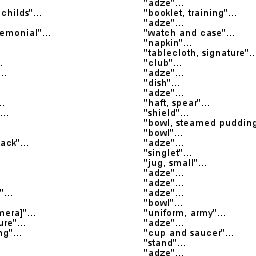 "adze"...
childs"... "booklet, training"...
"adze"...
emonial"... "watch and case"...
"napkin"...
"tablecloth, signature"...
"club"...
... "adze"...
"dish"...
"adze"...
... "haft, spear"...
... "shield"...
"bowl, steamed pudding
"bowl"...
ack"... "adze"...
"singlet"...
"jug, small"...
"adze"...
"adze"...
"... "adze"...
"bowl"...
mera]"... "uniform, army"...
ure"... "adze"...
ng"... "cup and saucer"...
"stand"...
"adze"...